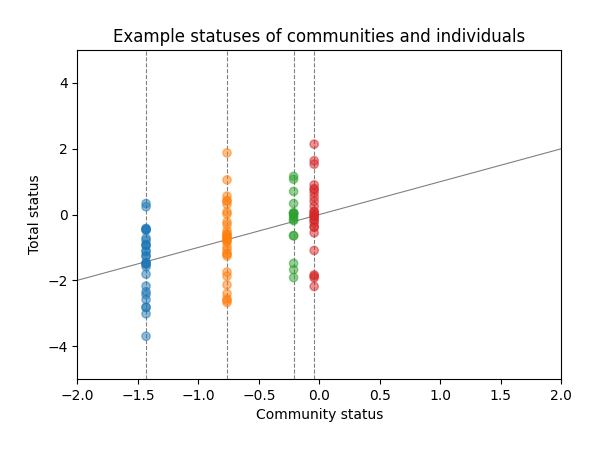 Example statuses of communities and individuals
Total status
4
2
0
−2
−4
−2.0 −1.5 −1.0 −0.5 0.0 0.5 1.0 1.5 2.0
Community status